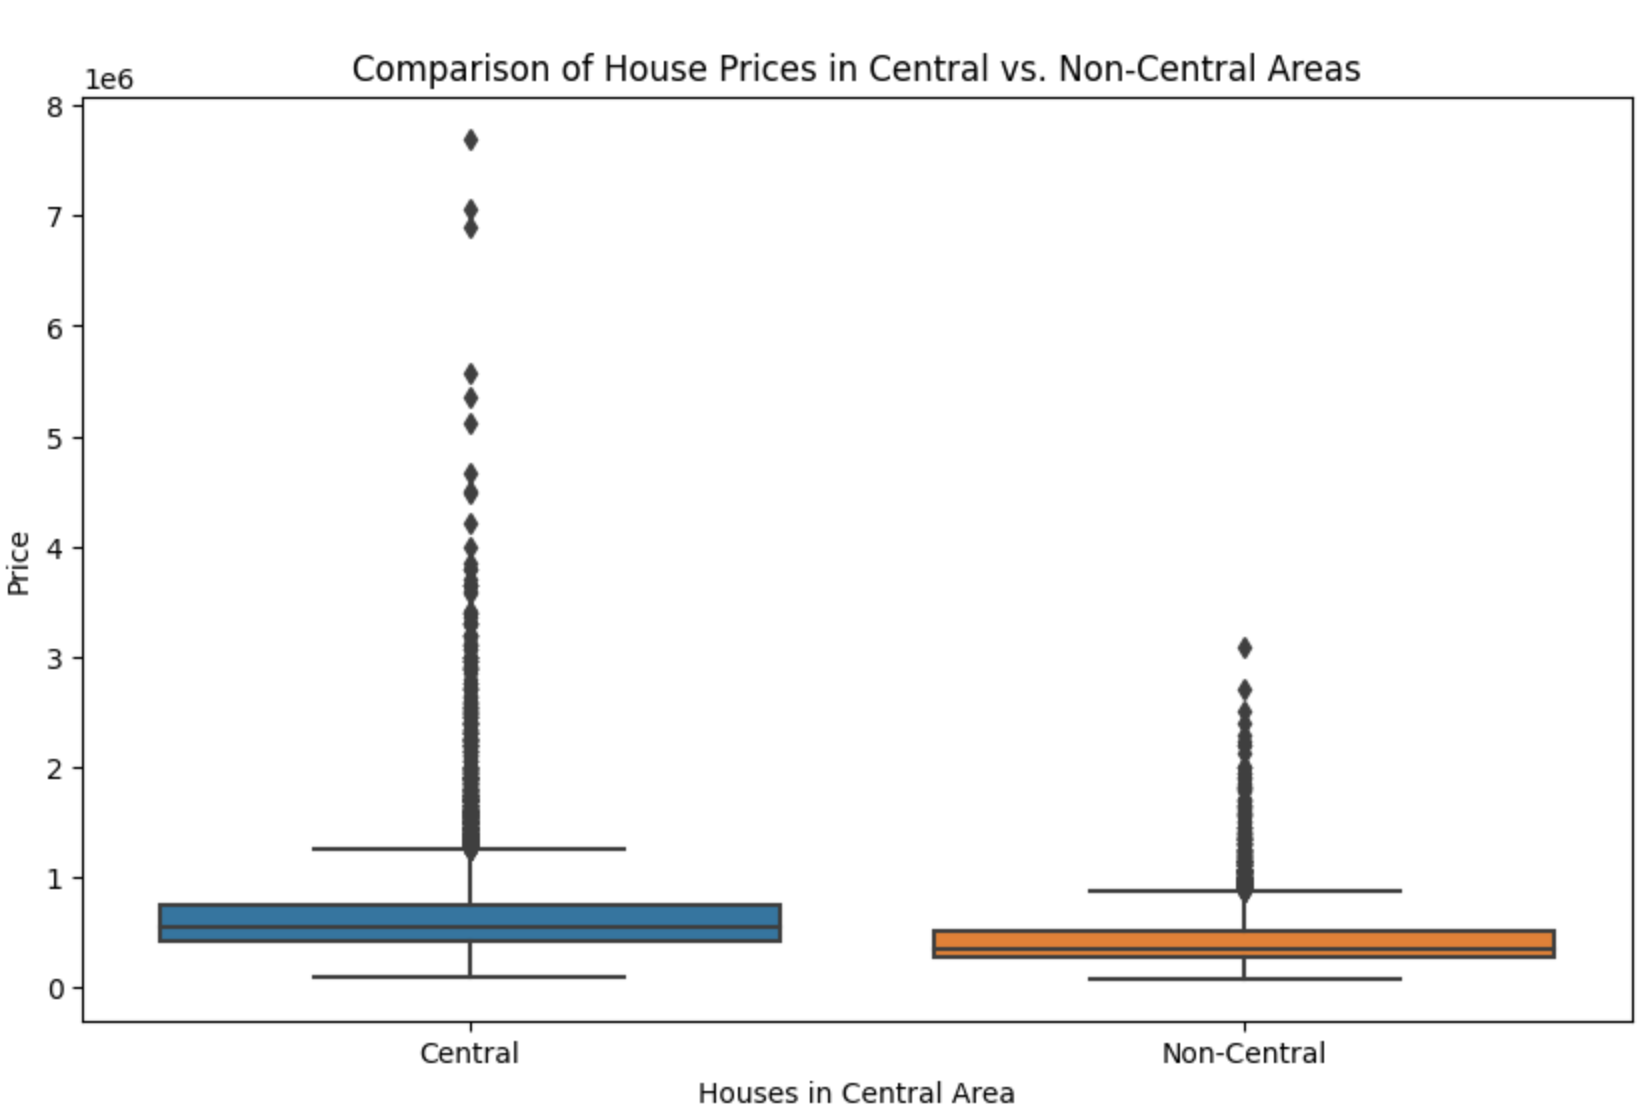 Comparison of House Prices in Central vs. Non-Central Areas
1e6
8
7
6
5
4
3
2
1
0
Price
Central
Non-Central
Houses in Central Area